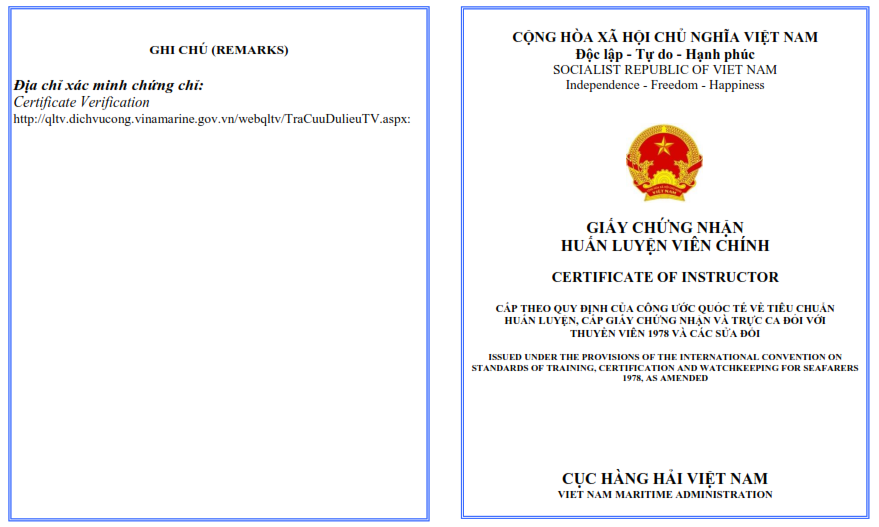 GHI CHÚ (REMARKS)
Địa chỉ xác minh chứng chỉ:
Certificate Verification
http://qltv.dichvucong.vinamarine.gov.vn/webqltv/TraCuuDulieuTV.aspx:
CỘNG HÒA XÃ HỘI CHỦ NGHĨA VIỆT NAM
Độc lập - Tự do - Hạnh phúc
SOCIALIST REPUBLIC OF VIET NAM
Independence - Freedom - Happiness
VIỆT NAM
GIẤY CHỨNG NHẬN
HUẤN LUYỆN VIÊN CHÍNH
CERTIFICATE OF INSTRUCTOR
CẤP THEO QUY ĐỊNH CỦA CÔNG ƯỚC QUỐC TẾ VỀ TIÊU CHUẨN
HUẤN LUYỆN, CẤP GIẤY CHỨNG NHẬN VÀ TRỰC CA ĐỐI VỚI
THUYỀN VIÊN 1978 VÀ CÁC SỬA ĐỔI
ISSUED UNDER THE PROVISIONS OF THE INTERNATIONAL CONVENTION ON
STANDARDS OF TRAINING, CERTIFICATION AND WATCHKEEPING FOR SEAFARERS
1978, AS AMENDED
CỤC HÀNG HẢI VIỆT NAM
VIET NAM MARITIME ADMINISTRATION